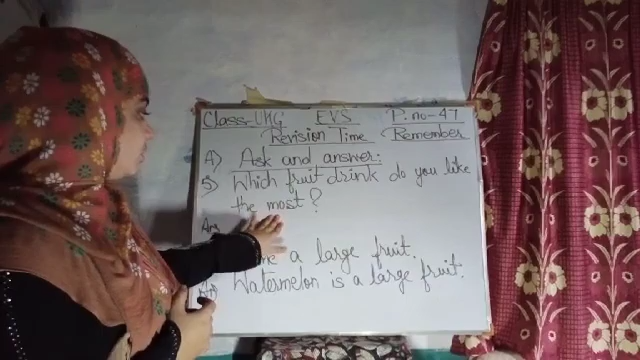 Class-UKG EVS P.no-47
Revision Time Remember
A) Ask and answer:
5) Which fruit drink do you like
the most?
Ans
a large fruit.
Watermelon is a large fruit.